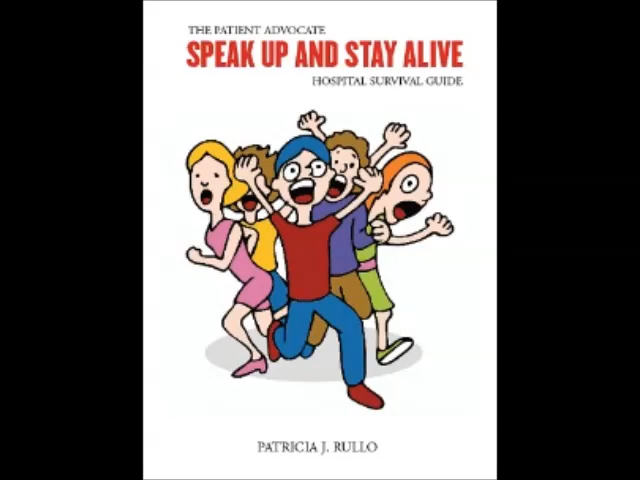 THE PATIENT ADVOCATE
SPEAK UP AND STAY ALIVE
HOSPITAL SURVIVAL GUIDE
PATRICIA J. RULLO